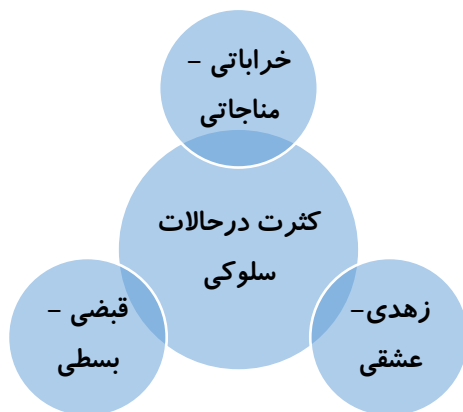 خراباتی –
مناجاتی
کثرت درحالات
سلوکی
زهدی–
عشقی
قبضی –
بسطی